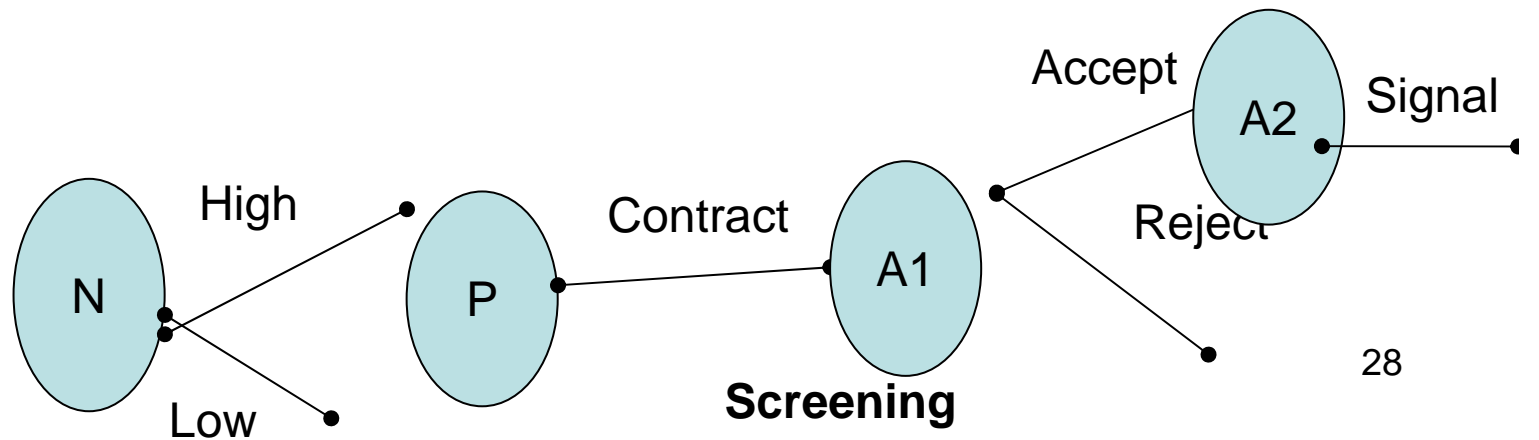 Accept
A2
Signal
High
Contract
Reject
N
P
A1
28
Screening
Low